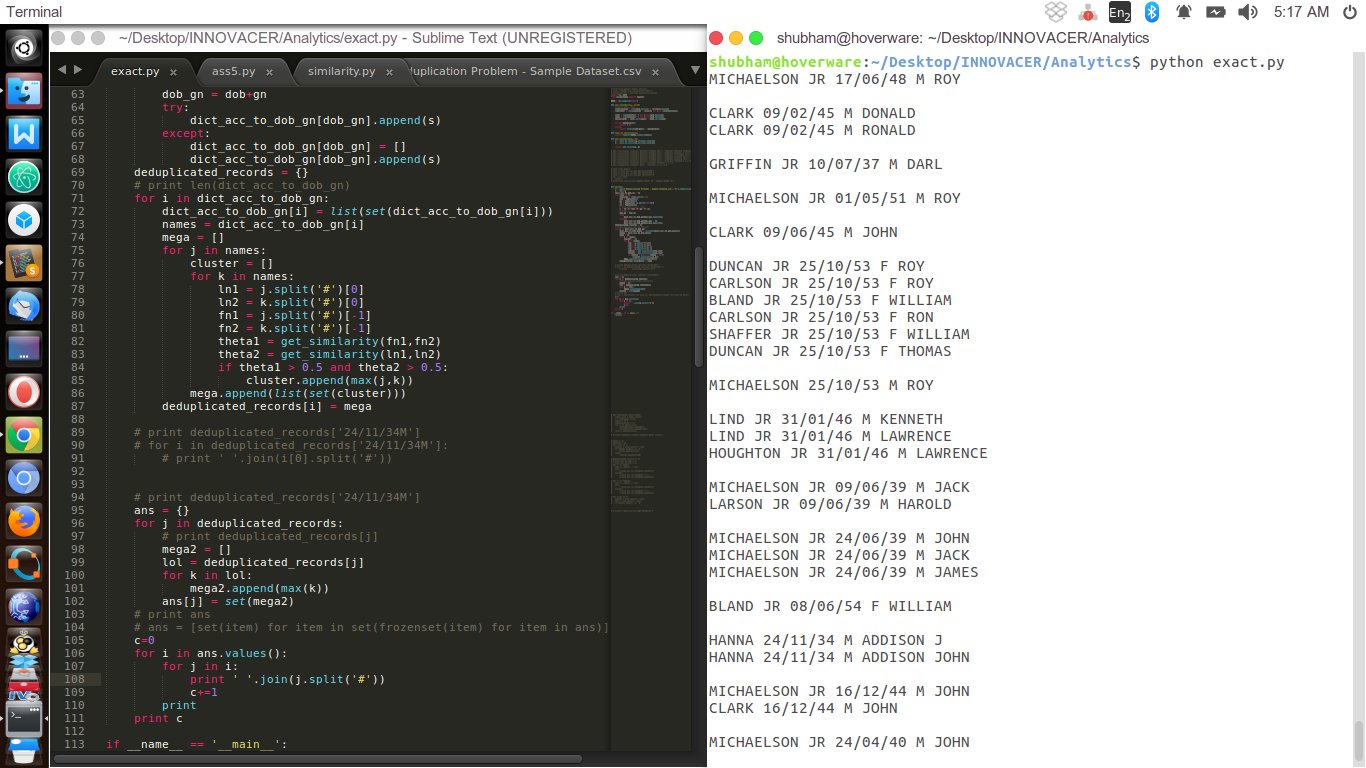 Terminal
En2
5:17 AM
~/Desktop/INNOVACER/Analytics/exact.py - Sublime Text (UNREGISTERED)
exact.py × ass5.py × similarity.py × uplication Problem - Sample Dataset.csv ×
63 dob_gn = dob+gn
64 try:
65 dict_acc_to_dob_gn[dob_gn].append(s)
66 except:
67 dict_acc_to_dob_gn[dob_gn] = []
68 dict_acc_to_dob_gn[dob_gn].append(s)
69 deduplicated_records = {}
70 # print len(dict_acc_to_dob_gn)
71 for i in dict_acc_to_dob_gn:
72 dict_acc_to_dob_gn[i] = list(set(dict_acc_to_dob_gn[i]))
73 names = dict_acc_to_dob_gn[i]
74 mega = []
75 for j in names:
76 cluster = []
77 for k in names:
78 ln1 = j.split('#')[0]
79 ln2 = k.split('#')[0]
80 fn1 = j.split('#')[-1]
81 fn2 = k.split('#')[-1]
82 theta1 = get_similarity(fn1,fn2)
83 theta2 = get_similarity(ln1,ln2)
84 if theta1 > 0.5 and theta2 > 0.5:
85 cluster.append(max(j,k))
86 mega.append(list(set(cluster)))
87 deduplicated_records[i] = mega
88
89 # print deduplicated_records['24/11/34M']
90 # for i in deduplicated_records['24/11/34M']:
91 # print ' '.join(i[0].split('#'))
92
93
94 # print deduplicated_records['24/11/34M']
95 ans = {}
96 for j in deduplicated_records:
97 # print deduplicated_records[j]
98 mega2 = []
99 lol = deduplicated_records[j]
100 for k in lol:
101 mega2.append(max(k))
102 ans[j] = set(mega2)
103 # print ans
104 # ans = [set(item) for item in set(frozenset(item) for item in ans)]
105 c=0
106 for i in ans.values():
107 for j in i:
108 print ' '.join(j.split('#'))
109 c+=1
110 print
111 print c
112
113 if __name__ == '__main__':
shubham@hoverware: ~/Desktop/INNOVACER/Analytics
shubham@hoverware:~/Desktop/INNOVACER/Analytics$ python exact.py
MICHAELSON JR 17/06/48 M ROY
CLARK 09/02/45 M DONALD
CLARK 09/02/45 M RONALD
GRIFFIN JR 10/07/37 M DARL
MICHAELSON JR 01/05/51 M ROY
CLARK 09/06/45 M JOHN
DUNCAN JR 25/10/53 F ROY
CARLSON JR 25/10/53 F ROY
BLAND JR 25/10/53 F WILLIAM
CARLSON JR 25/10/53 F RON
SHAFFER JR 25/10/53 F WILLIAM
DUNCAN JR 25/10/53 F THOMAS
MICHAELSON 25/10/53 M ROY
LIND JR 31/01/46 M KENNETH
LIND JR 31/01/46 M LAWRENCE
HOUGHTON JR 31/01/46 M LAWRENCE
MICHAELSON JR 09/06/39 M JACK
LARSON JR 09/06/39 M HAROLD
MICHAELSON JR 24/06/39 M JOHN
MICHAELSON JR 24/06/39 M JACK
MICHAELSON JR 24/06/39 M JAMES
BLAND JR 08/06/54 F WILLIAM
HANNA 24/11/34 M ADDISON J
HANNA 24/11/34 M ADDISON JOHN
MICHAELSON JR 16/12/44 M JOHN
CLARK 16/12/44 M JOHN
MICHAELSON JR 24/04/40 M JOHN